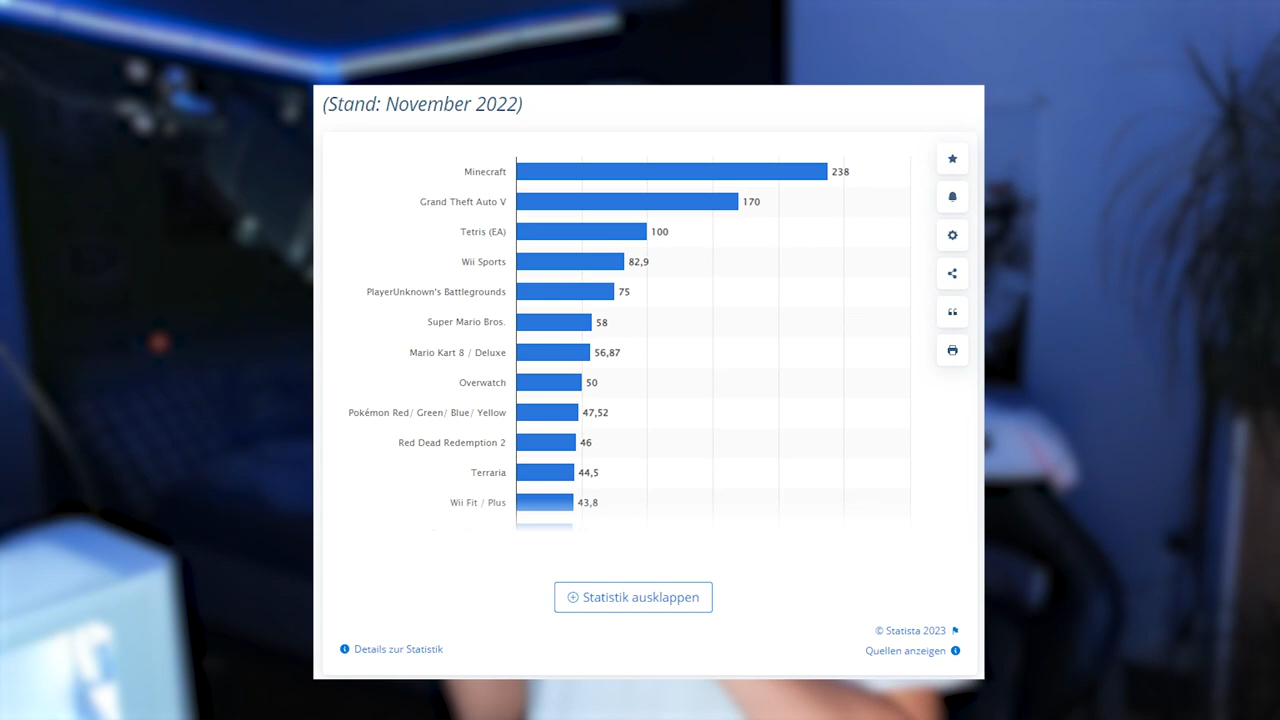 (Stand: November 2022)
Minecraft 238
Grand Theft Auto V 170
Tetris (EA) 100
Wii Sports 82,9
PlayerUnknown's Battlegrounds 75
Super Mario Bros. 58
Mario Kart 8 / Deluxe 56,87
Overwatch 50
Pokémon Red/ Green/ Blue/ Yellow 47,52
Red Dead Redemption 2 46
Terraria 44,5
Wii Fit / Plus 43,8
Statistik ausklappen
© Statista 2023
Details zur Statistik
Quellen anzeigen